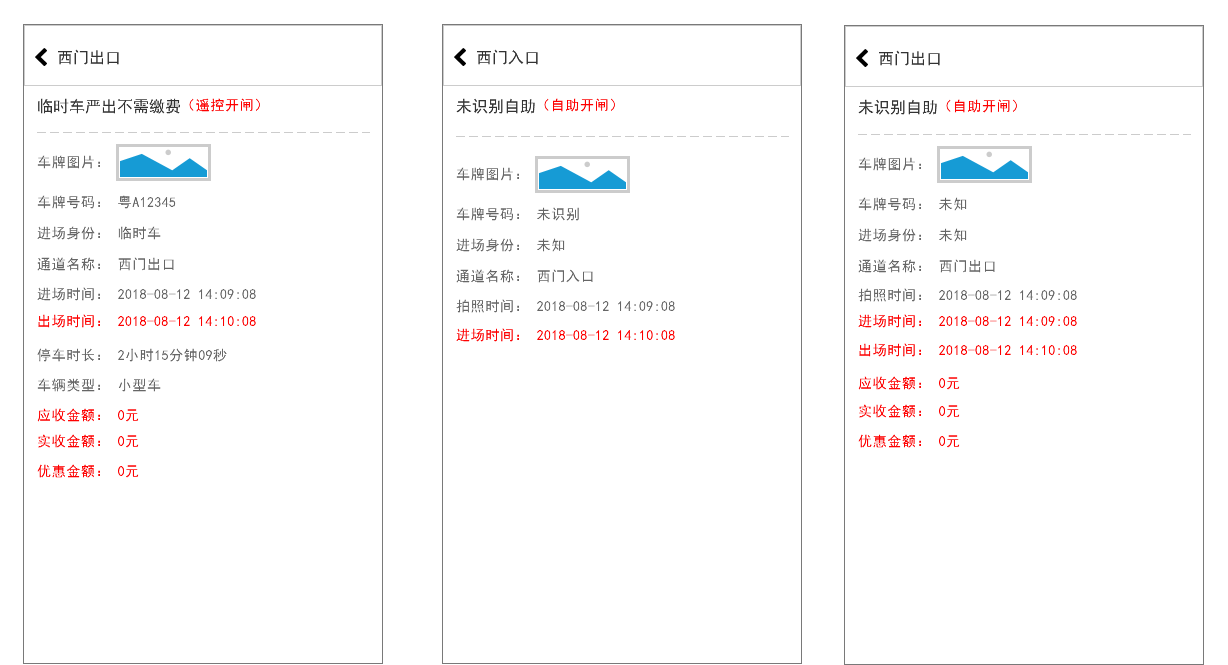 西门出口
临时车严出不需缴费（遥控开闸）
车牌图片：
车牌号码： 粤A12345
进场身份： 临时车
通道名称： 西门出口
进场时间： 2018-08-12 14:09:08
出场时间： 2018-08-12 14:10:08
停车时长： 2小时15分钟09秒
车辆类型： 小型车
应收金额： 0元
实收金额： 0元
优惠金额： 0元
西门入口
未识别自助（自助开闸）
车牌图片：
车牌号码： 未识别
进场身份： 未知
通道名称： 西门入口
拍照时间： 2018-08-12 14:09:08
进场时间： 2018-08-12 14:10:08
西门出口
未识别自助（自助开闸）
车牌图片：
车牌号码： 未知
进场身份： 未知
通道名称： 西门出口
拍照时间： 2018-08-12 14:09:08
进场时间： 2018-08-12 14:09:08
出场时间： 2018-08-12 14:10:08
应收金额： 0元
实收金额： 0元
优惠金额： 0元